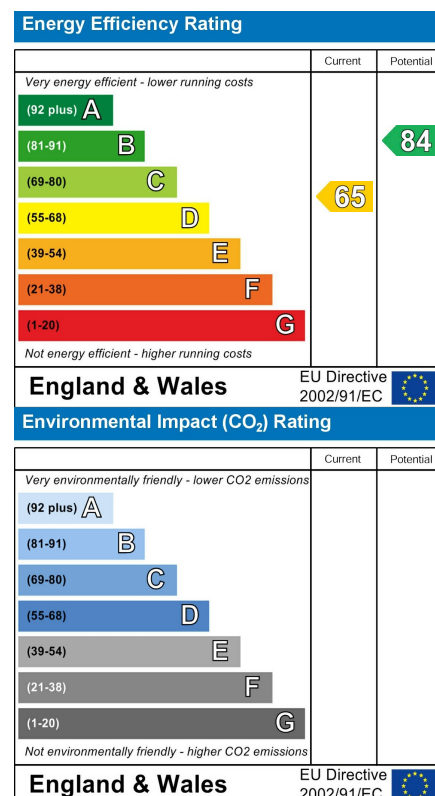 Energy Efficiency Rating
Current Potential
Very energy efficient - lower running costs
(92 plus) A
(81-91) B
84
(69-80) C
65
(55-68) D
(39-54) E
(21-38) F
(1-20) G
Not energy efficient - higher running costs
England & Wales
EU Directive
2002/91/EC
Environmental Impact (CO₂) Rating
Current Potential
Very environmentally friendly - lower CO2 emissions
(92 plus) A
(81-91) B
(69-80) C
(55-68) D
(39-54) E
(21-38) F
(1-20) G
Not environmentally friendly - higher CO2 emissions
England & Wales
EU Directive
2002/91/EC